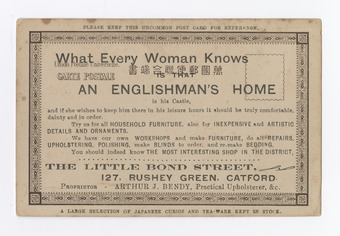 PLEASE KEEP THIS UNCOMMON POST CARD FOR REFERENCE.
What Every Woman Knows
IS THAT
CARTE POSTALE
AN ENGLISHMAN'S HOME
is his Castle,
and if she wishes to keep him there in his leisure hours it should be truly comfortable,
dainty and in order.
Try us for all HOUSEHOLD FURNITURE, also for INEXPENSIVE and ARTISTIC
DETAILS AND ORNAMENTS.
We have our own WORKSHOPS and make FURNITURE, do all REPAIRS,
UPHOLSTERING, POLISHING, make BLINDS to order, and re-make BEDDING.
You should indeed know THE MOST INTERESTING SHOP IN THE DISTRICT,
THE LITTLE BOND STREET,
127, RUSHEY GREEN, CATFORD.
PROPRIETOR - ARTHUR J. BENDY, Practical Upholsterer, &c.
A LARGE SELECTION OF JAPANESE CURIOS AND TEA-WARE KEPT IN STOCK.